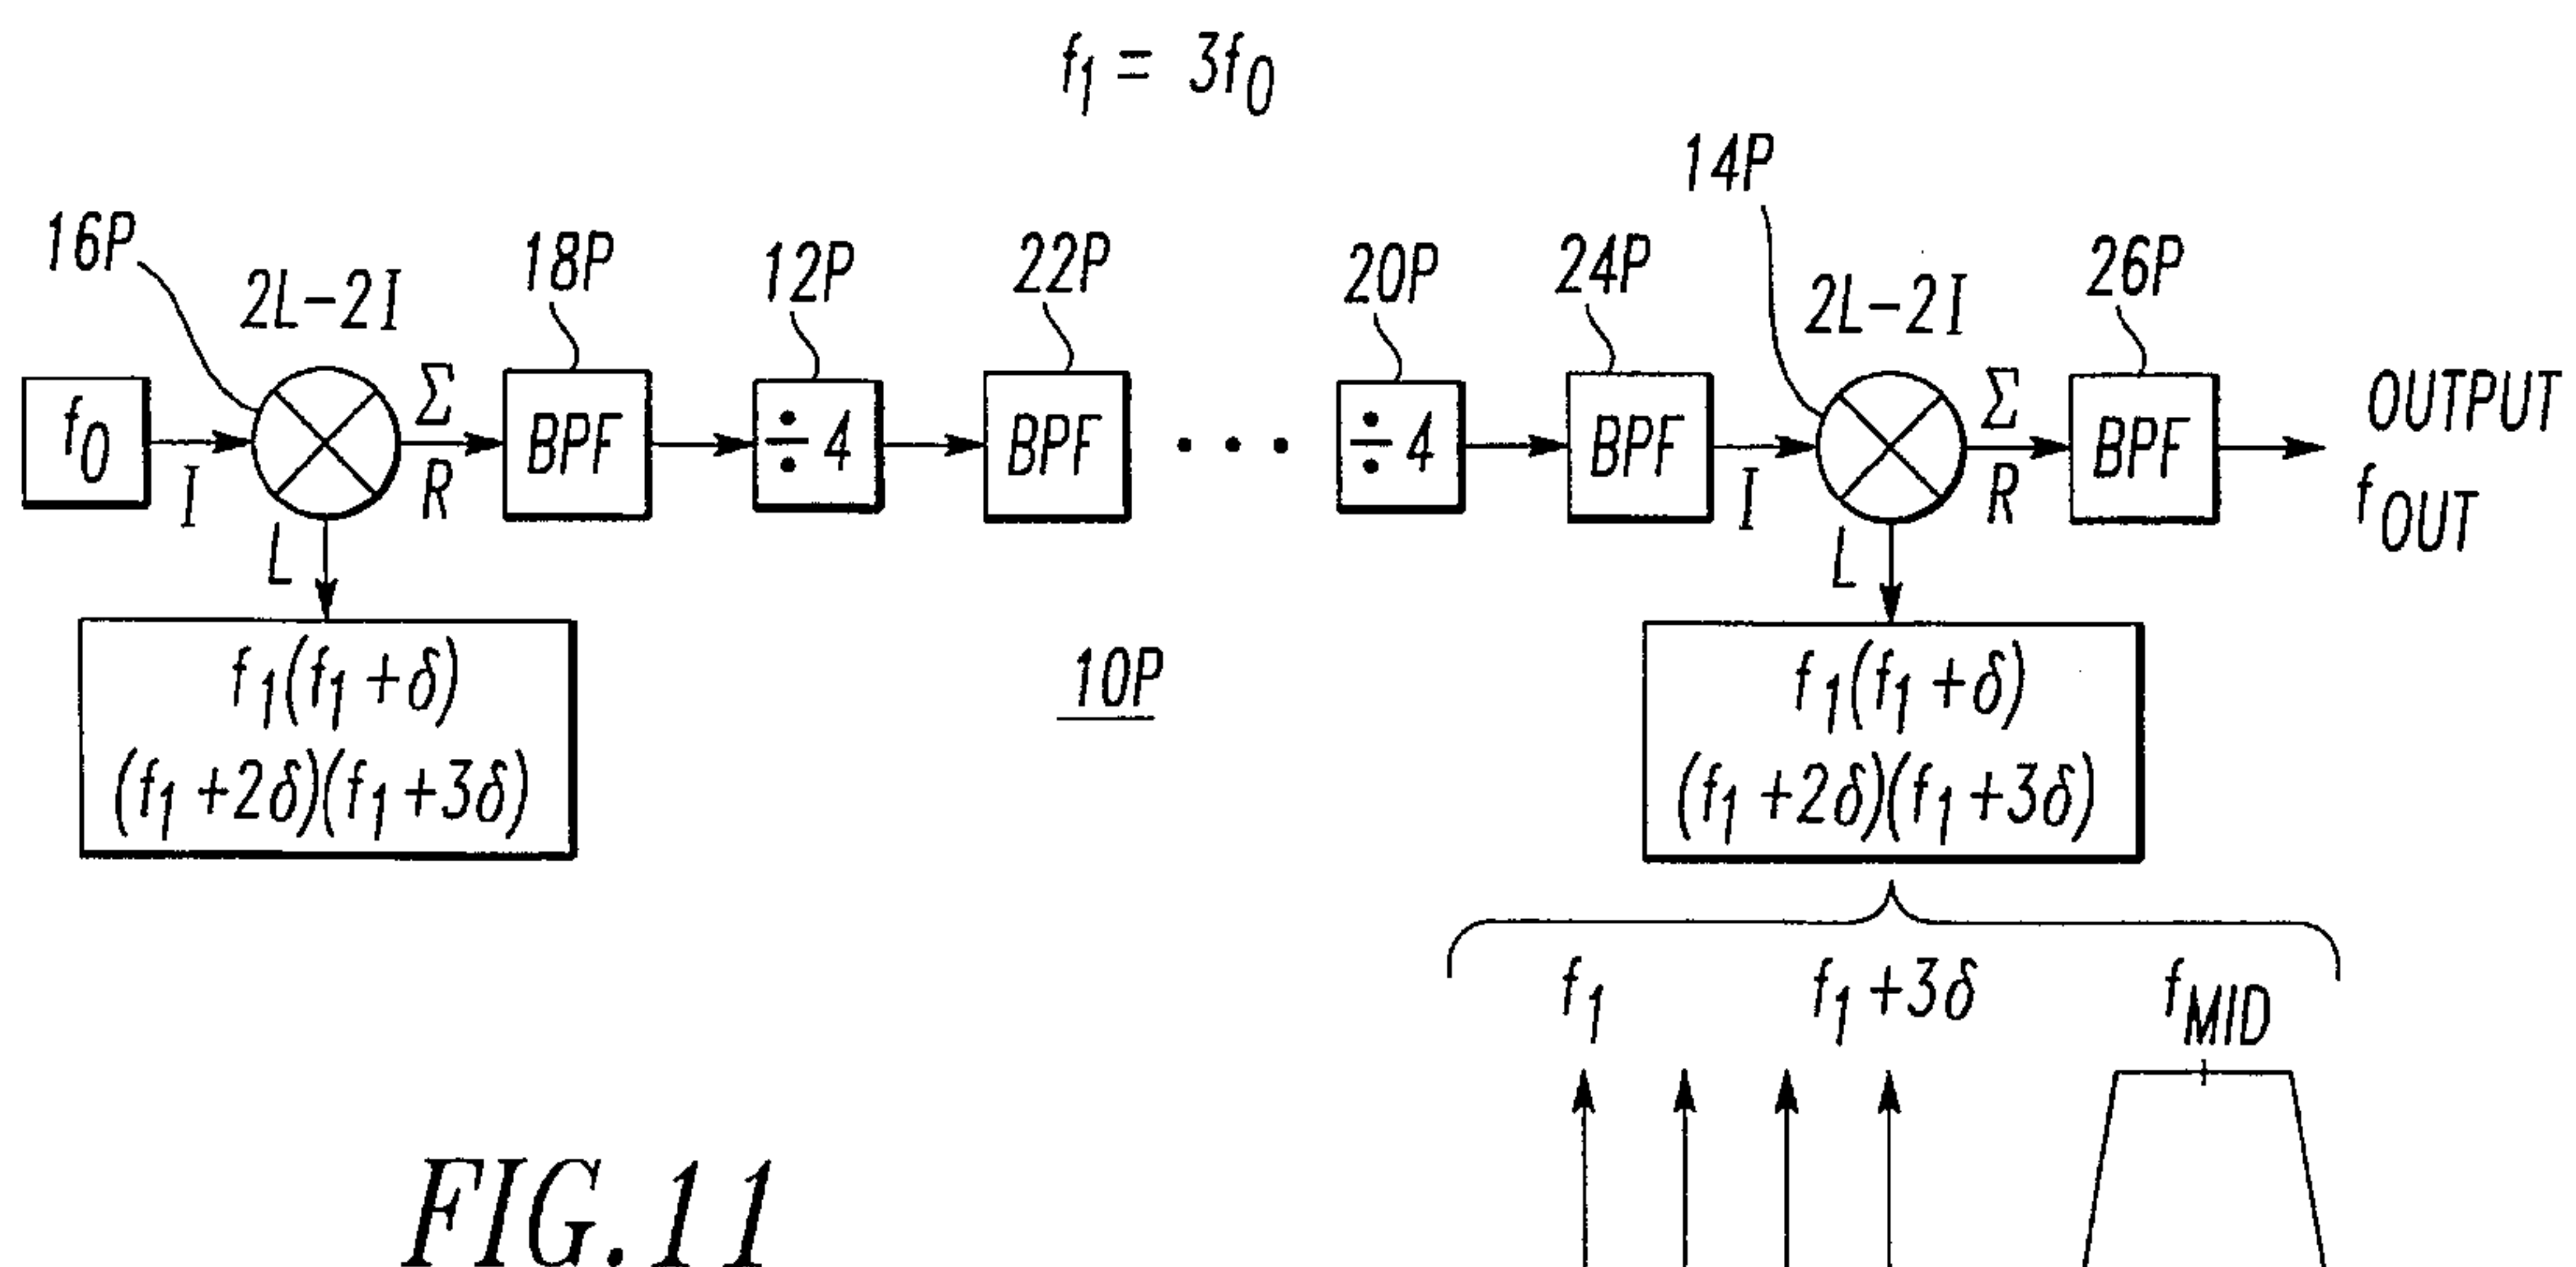 f1 = 3f0
14P
16P
2L-2I
18P
12P
22P
20P
24P
2L-2I
26P
f0
I
Σ
R
L
BPF
÷ 4
BPF
• • •
÷ 4
BPF
I
Σ
R
L
BPF
OUTPUT
fOUT
f1(f1+δ)
(f1+2δ)(f1+3δ)
10P
f1(f1+δ)
(f1+2δ)(f1+3δ)
f1
f1+3δ
fMID
FIG.11